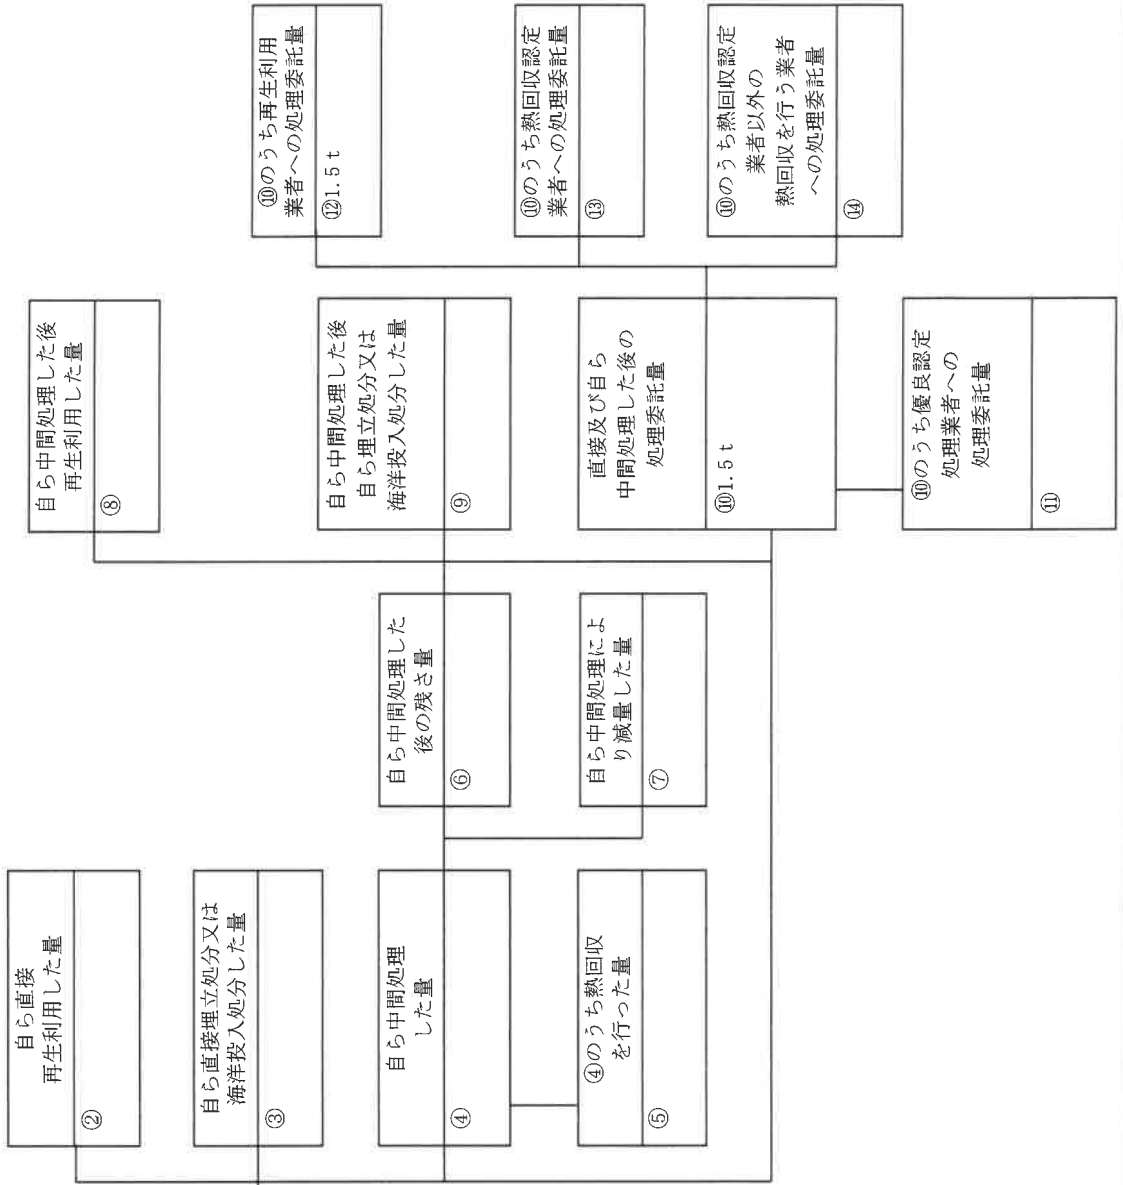 自ら直接
再生利用した量
②
自ら直接埋立処分又は
海洋投入処分した量
③
自ら中間処理
した量
④
④のうち熱回収
を行った量
⑤
自ら中間処理した
後の残さ量
⑥
自ら中間処理によ
り減量した量
⑦
自ら中間処理した後
再生利用した量
⑧
自ら中間処理した後
自ら埋立処分又は
海洋投入処分した量
⑨
直接及び自ら
中間処理した後の
処理委託量
⑩1.5ｔ
⑩のうち優良認定
処理業者への
処理委託量
⑪
⑩のうち再生利用
業者への処理委託量
⑫1.5ｔ
⑩のうち熱回収認定
業者への処理委託量
⑬
⑩のうち熱回収認定
業者以外の
熱回収を行う業者
への処理委託量
⑭